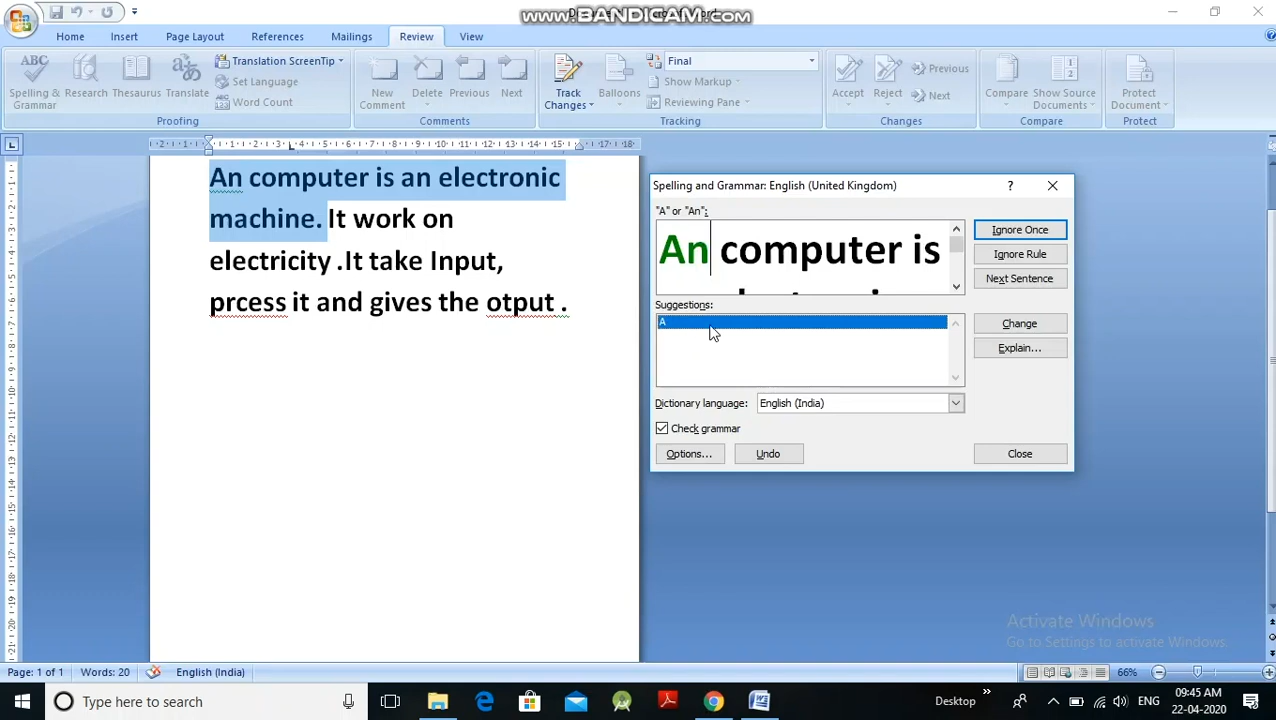 www.BANDICAM.com
Home Insert Page Layout References Mailings Review View
ABC
Spelling & Grammar
Research
Thesaurus
Translate
Translation ScreenTip
Set Language
Word Count
Proofing
New Comment
Delete
Previous
Next
Comments
Track Changes
Balloons
Final
Show Markup
Reviewing Pane
Tracking
Accept
Reject
Previous
Next
Changes
Compare
Show Source Documents
Compare
Protect Document
Protect
An computer is an electronic
machine. It work on
electricity .It take Input,
prcess it and gives the otput .
Spelling and Grammar: English (United Kingdom)
"A" or "An":
An computer is
Ignore Once
Ignore Rule
Next Sentence
Suggestions:
A
Change
Explain...
Dictionary language: English (India)
Check grammar
Options... Undo Close
Activate Windows
Go to Settings to activate Windows.
Page: 1 of 1 Words: 20 English (India) 66%
Type here to search
Desktop
ENG
09:45 AM
22-04-2020